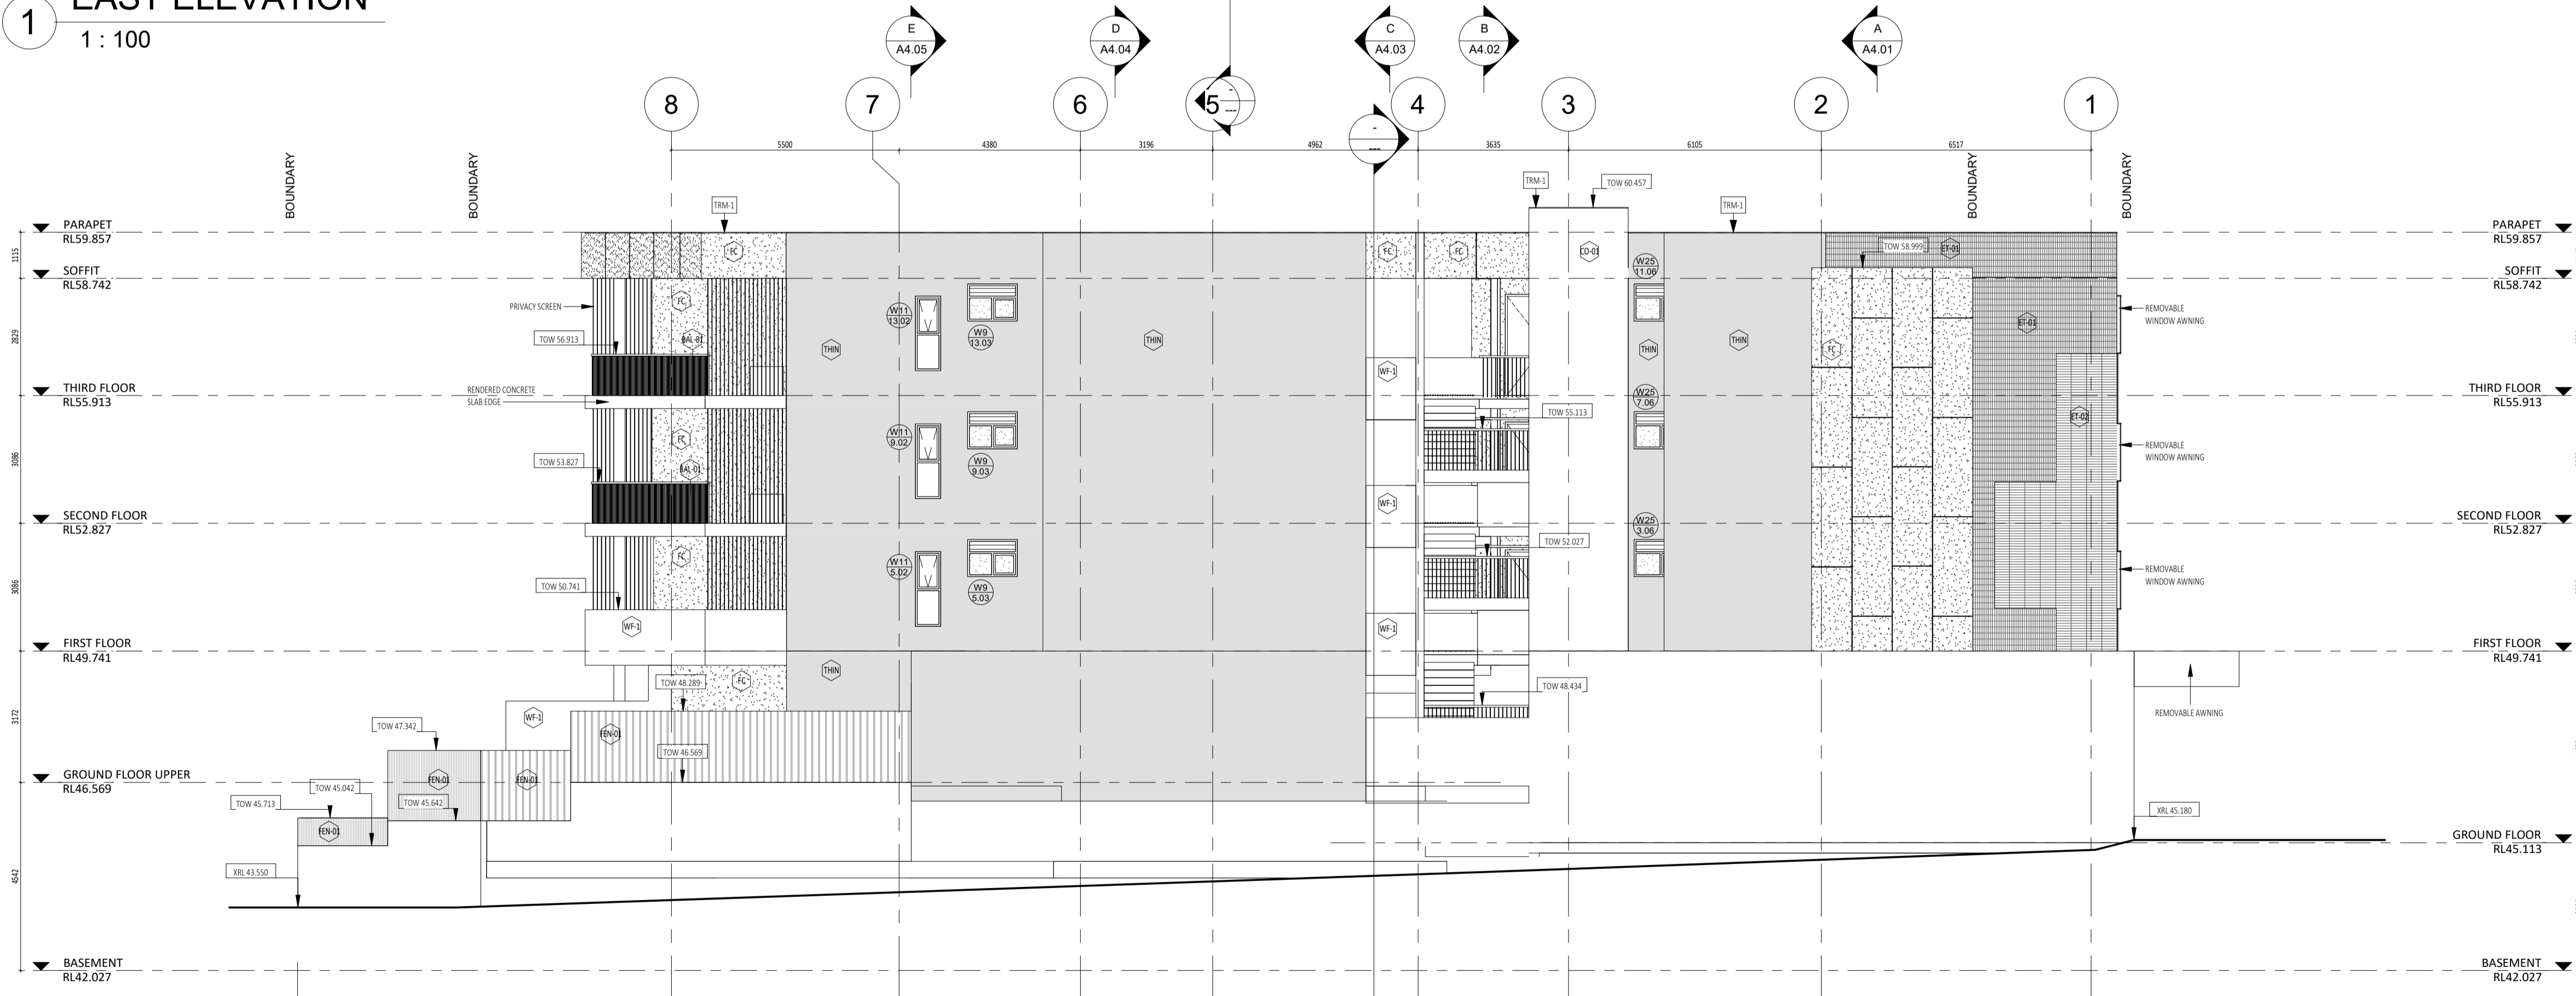 1
EAST ELEVATION
1 : 100
E
A4.05
D
A4.04
C
A4.03
B
A4.02
A
A4.01
8
7
6
5
4
3
2
1
-
---
-
---
5500
4380
3196
4962
3635
6105
6517
BOUNDARY
BOUNDARY
BOUNDARY
BOUNDARY
TRM-1
TRM-1
TOW 60.457
TRM-1
PARAPET
RL59.857
PARAPET
RL59.857
1115
FC
FC
FC
CO-01
TOW 58.999
ET-01
SOFFIT
RL58.742
SOFFIT
RL58.742
W25
11.06
PRIVACY SCREEN
FC
W11
13.02
REMOVABLE
WINDOW AWNING
ET-01
2829
TOW 56.913
BAL-01
THIN
W9
13.03
THIN
THIN
THIN
FC
WF-1
THIRD FLOOR
RL55.913
RENDERED CONCRETE
SLAB EDGE
W25
7.06
THIRD FLOOR
RL55.913
TOW 55.113
ET-02
FC
W11
9.02
REMOVABLE
WINDOW AWNING
3086
TOW 53.827
BAL-01
W9
9.03
WF-1
SECOND FLOOR
RL52.827
W25
3.06
SECOND FLOOR
RL52.827
FC
TOW 52.027
W11
5.02
REMOVABLE
WINDOW AWNING
3086
TOW 50.741
W9
5.03
WF-1
WF-1
FIRST FLOOR
RL49.741
FIRST FLOOR
RL49.741
THIN
TOW 48.289
FC
TOW 48.434
REMOVABLE AWNING
3172
WF-1
TOW 47.342
FEN-01
TOW 46.569
GROUND FLOOR UPPER
RL46.569
FEN-01
FEN-01
TOW 45.042
TOW 45.713
TOW 45.642
XRL 45.180
FEN-01
GROUND FLOOR
RL45.113
XRL 43.550
4542
BASEMENT
RL42.027
BASEMENT
RL42.027